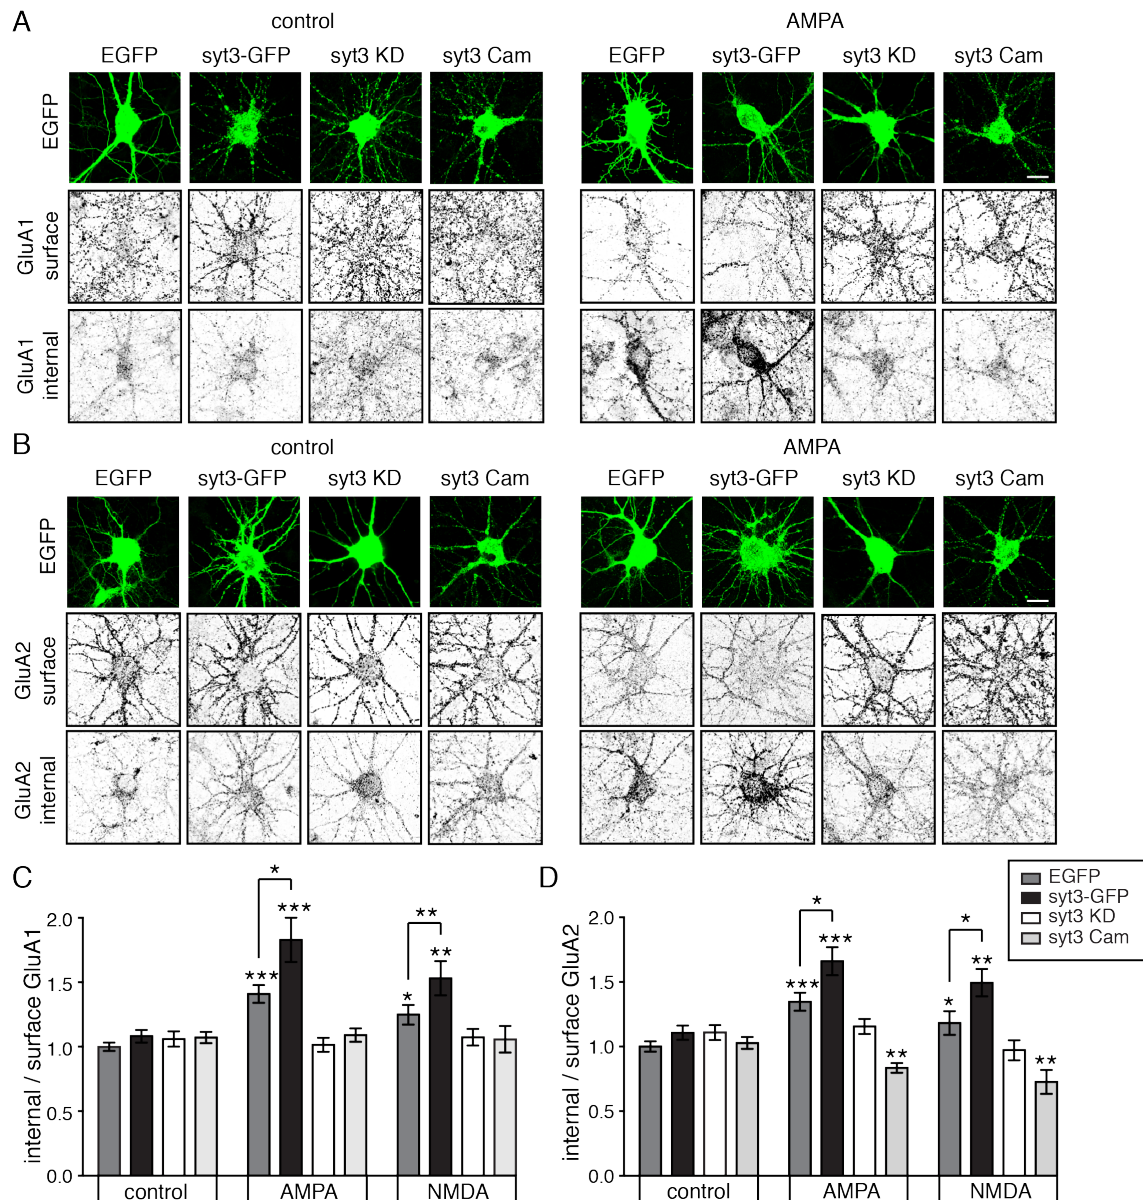 A
control
AMPA
EGFP syt3-GFP syt3 KD syt3 Cam
EGFP syt3-GFP syt3 KD syt3 Cam
EGFP
GluA1
surface
GluA1
internal
B
control
AMPA
EGFP syt3-GFP syt3 KD syt3 Cam
EGFP syt3-GFP syt3 KD syt3 Cam
EGFP
GluA2
surface
GluA2
internal
C
internal / surface GluA1
2.0
1.5
1.0
0.5
0.0
*
***
***
**
*
**
control AMPA NMDA
D
internal / surface GluA2
2.0
1.5
1.0
0.5
0.0
*
***
***
**
*
*
**
**
control AMPA NMDA
EGFP
syt3-GFP
syt3 KD
syt3 Cam